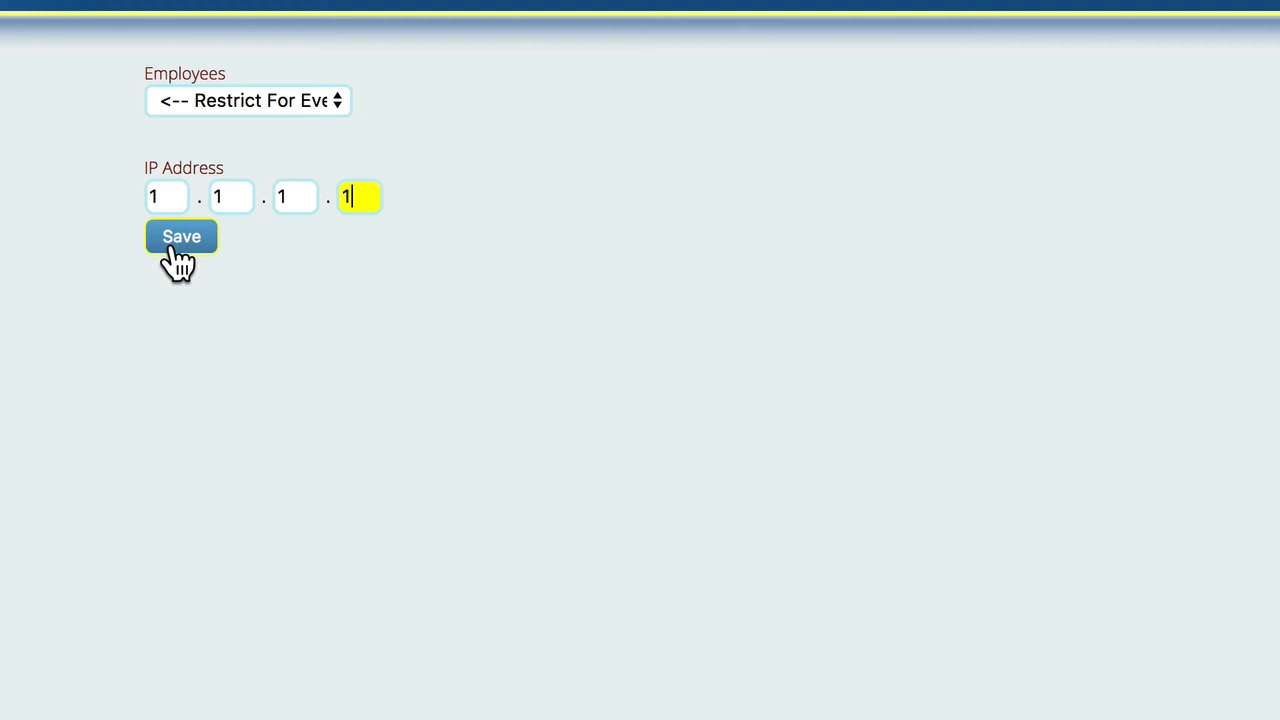 Employees
<-- Restrict For Eve
IP Address
1 . 1 . 1 . 1
Save